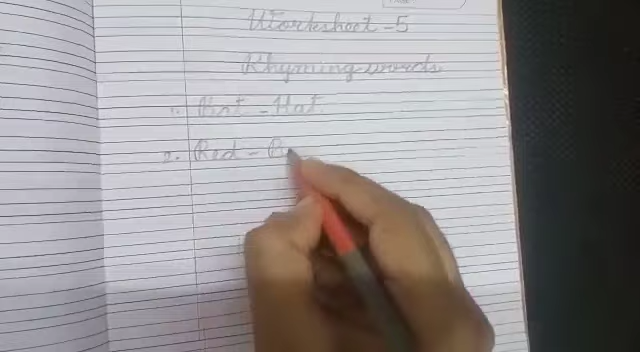 Worksheet - 5
Rhyming words
1. Bat - Hat
2. Red - B